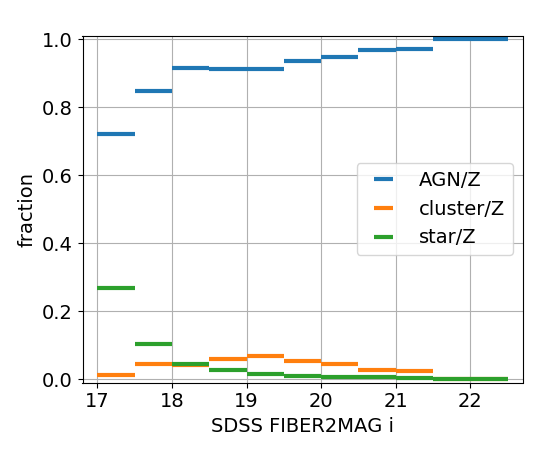 1.0
0.8
0.6
0.4
0.2
0.0
fraction
AGN/Z
cluster/Z
star/Z
17 18 19 20 21 22
SDSS FIBER2MAG i